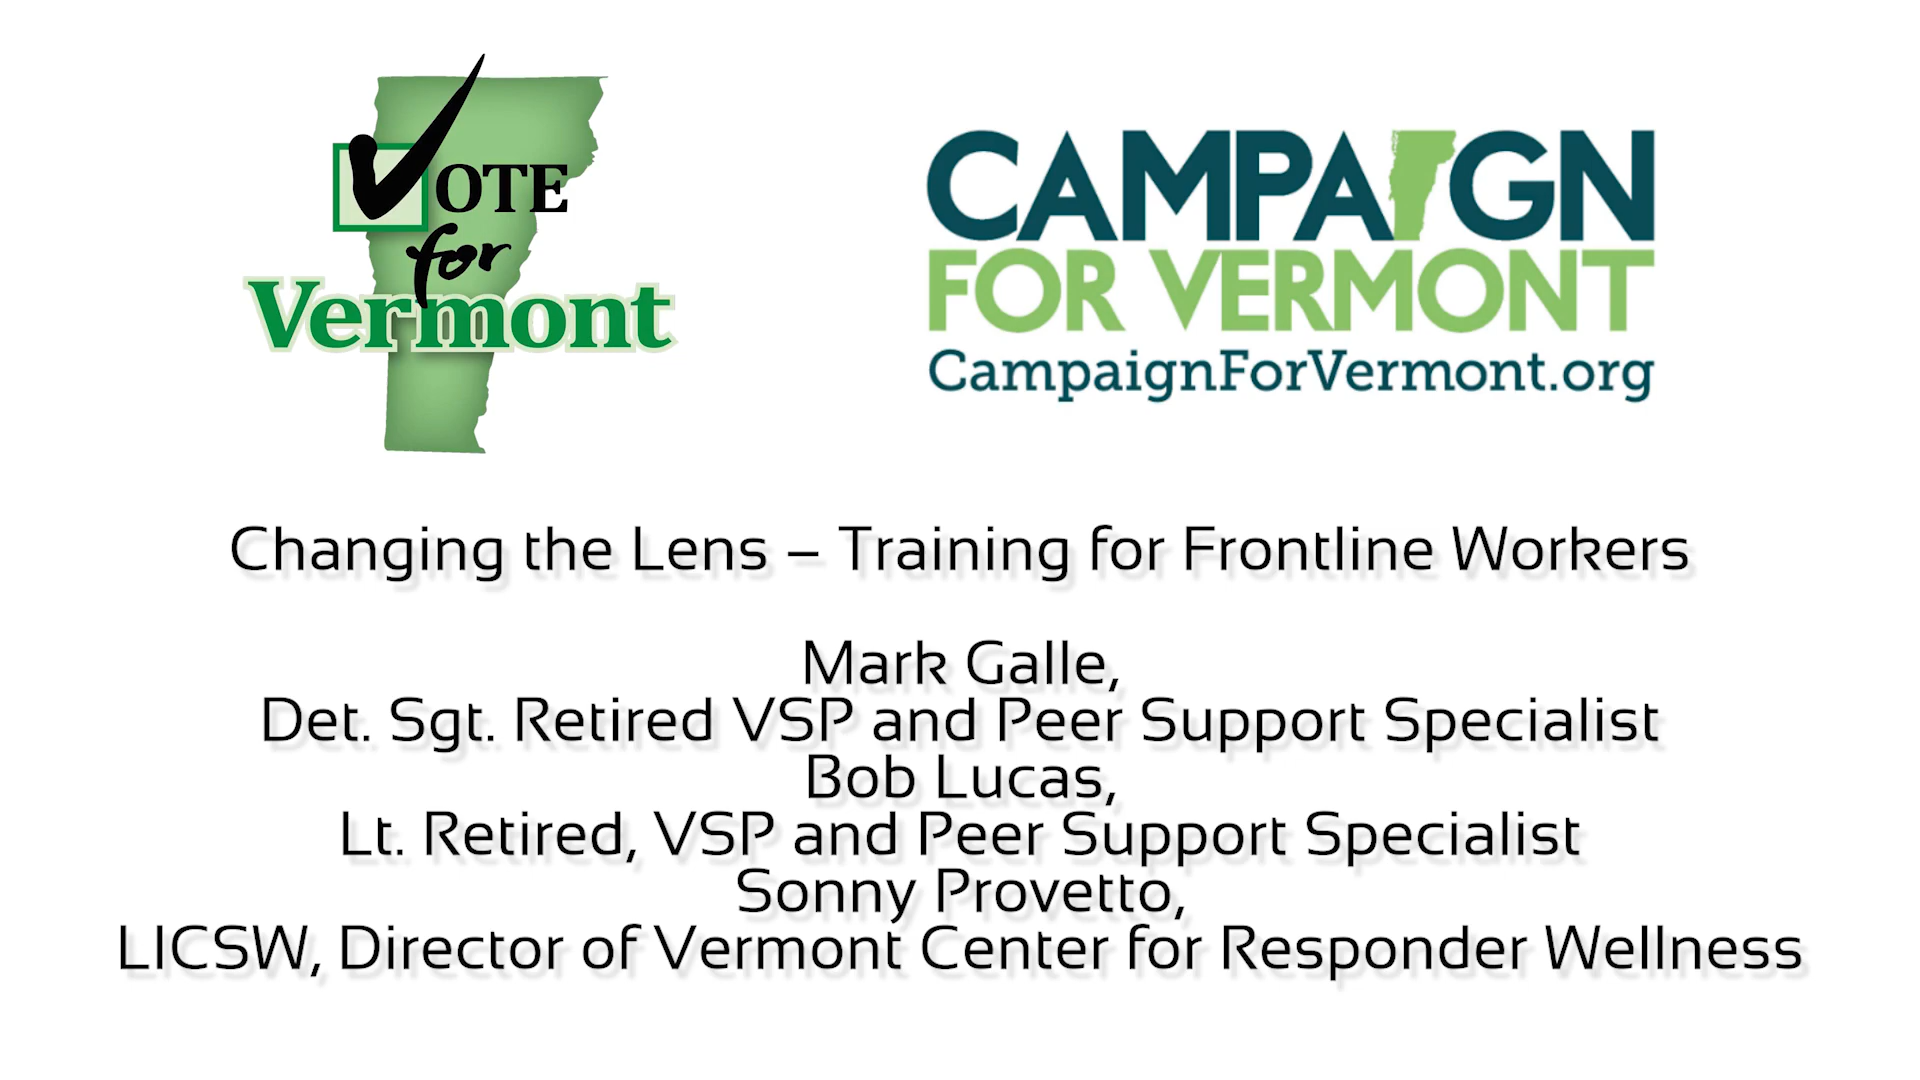 VOTE
for
Vermont
CAMPAIGN
FOR VERMONT
CampaignForVermont.org
Changing the Lens – Training for Frontline Workers
Mark Galle,
Det. Sgt. Retired VSP and Peer Support Specialist
Bob Lucas,
Lt. Retired, VSP and Peer Support Specialist
Sonny Provetto,
LICSW, Director of Vermont Center for Responder Wellness